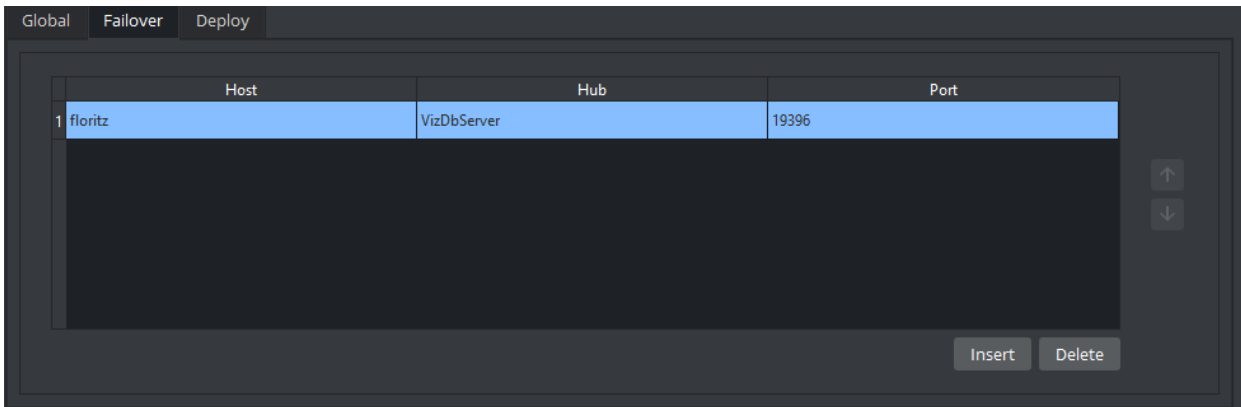 Global Failover Deploy
Host Hub Port
1 floritz VizDbServer 19396
Insert Delete